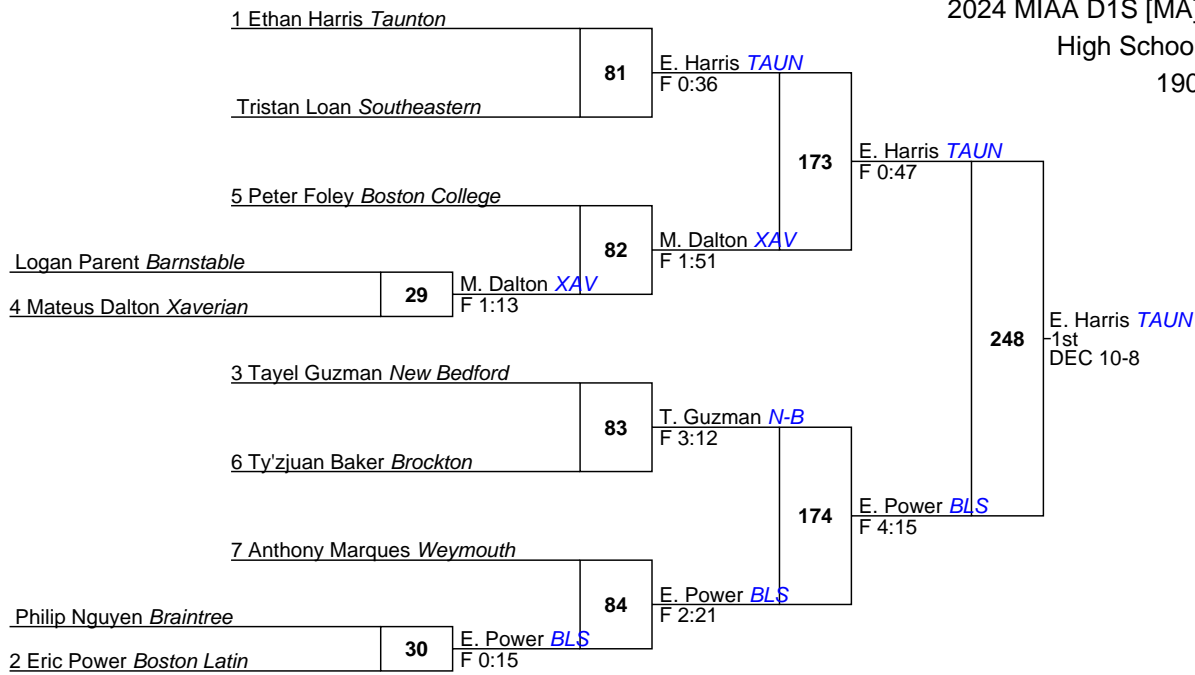 2024 MIAA D1S [MA]
High School
190
1 Ethan Harris Taunton
81
E. Harris TAUN
F 0:36
Tristan Loan Southeastern
173
E. Harris TAUN
F 0:47
5 Peter Foley Boston College
82
M. Dalton XAV
F 1:51
Logan Parent Barnstable
29
M. Dalton XAV
F 1:13
4 Mateus Dalton Xaverian
248
E. Harris TAUN
1st
DEC 10-8
3 Tayel Guzman New Bedford
83
T. Guzman N-B
F 3:12
6 Ty'zjuan Baker Brockton
174
E. Power BLS
F 4:15
7 Anthony Marques Weymouth
84
E. Power BLS
F 2:21
Philip Nguyen Braintree
30
E. Power BLS
F 0:15
2 Eric Power Boston Latin